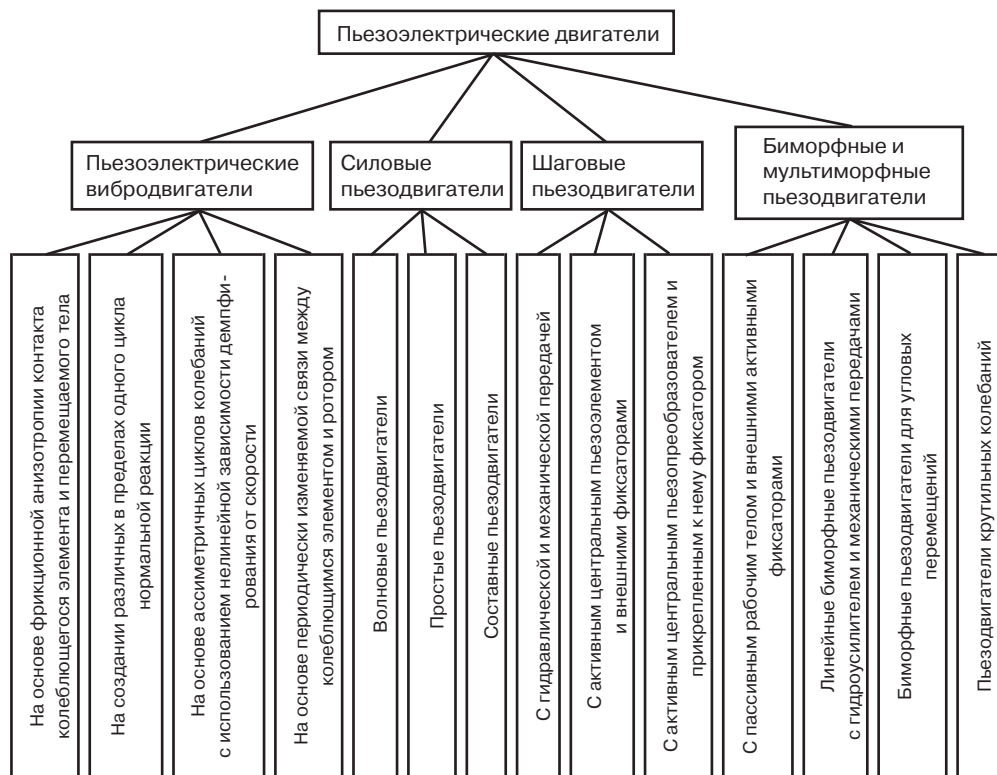 Пьезоэлектрические двигатели
Пьезоэлектрические
вибродвигатели
Силовые
пьезодвигатели
Шаговые
пьезодвигатели
Биморфные и
мультиморфные
пьезодвигатели
На основе фрикционной анизотропии контакта
колеблющегося элемента и перемещаемого тела
На создании различных в пределах одного цикла
нормальной реакции
На основе ассиметричных циклов колебаний
с использованием нелинейной зависимости демпфи-
рования от скорости
На основе периодически изменяемой связи между
колеблющимся элементом и ротором
Волновые пьезодвигатели
Простые пьезодвигатели
Составные пьезодвигатели
С гидравлической и механической передачей
С активным центральным пьезоэлементом
и внешними фиксаторами
С активным центральным пьезопреобразователем и
прикрепленным к нему фиксатором
С пассивным рабочим телом и внешними активными
фиксаторами
Линейные биморфные пьезодвигатели
с гидроусилителем и механическими передачами
Биморфные пьезодвигатели для угловых
перемещений
Пьезодвигатели крутильных колебаний